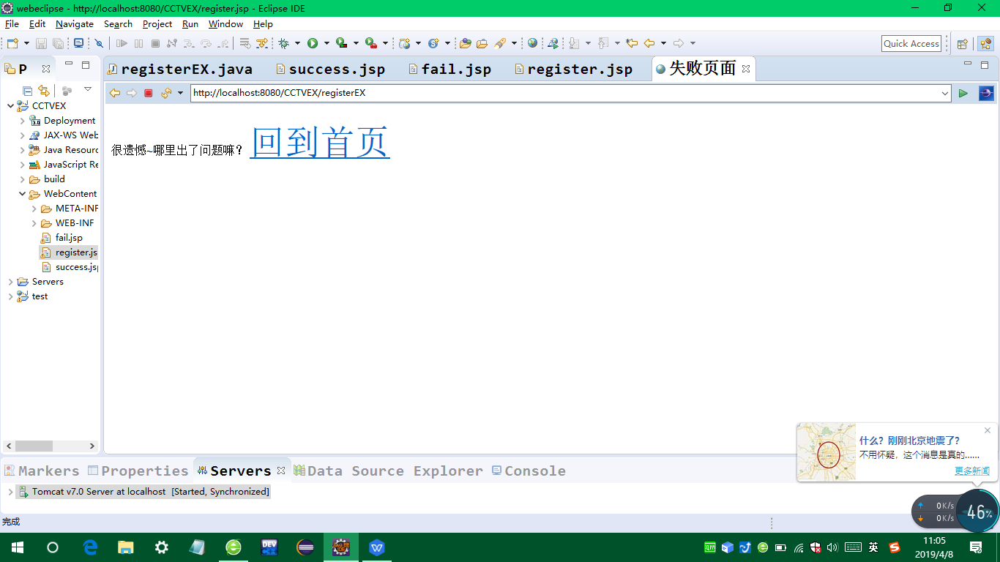 webeclipse - http://localhost:8080/CCTVEX/register.jsp - Eclipse IDE
File Edit Navigate Search Project Run Window Help
Quick Access
P
registerEX.java success.jsp fail.jsp register.jsp 失败页面
http://localhost:8080/CCTVEX/registerEX
CCTVEX
Deployment
JAX-WS Web
Java Resourc
JavaScript Re
build
WebContent
META-INF
WEB-INF
fail.jsp
register.js
success.jsp
Servers
test
很遗憾~哪里出了问题嘛? 回到首页
Markers Properties Servers Data Source Explorer Console
Tomcat v7.0 Server at localhost [Started, Synchronized]
什么？刚刚北京地震了?
不用怀疑，这个消息是真的......
更多新闻
0K/s
0K/s
46%
完成
DEV
英
11:05
2019/4/8